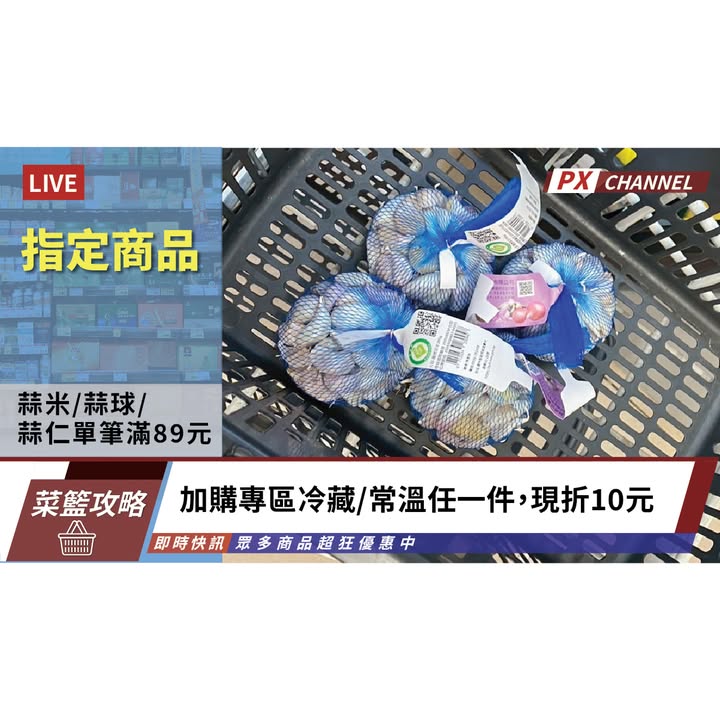 LIVE
PX CHANNEL
指定商品
蒜米/蒜球/
蒜仁單筆滿89元
菜籃攻略
加購專區冷藏/常溫任一件,現折10元
即時快訊 眾多商品超狂優惠中